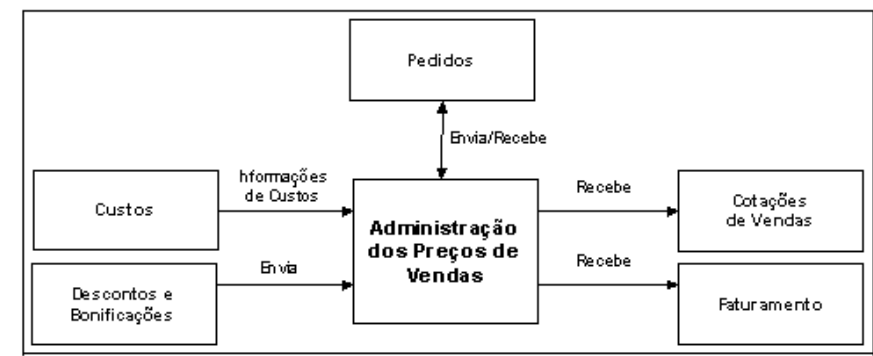 Pedidos
Envia/Recebe
Custos
Informações
de Custos
Administração
dos Preços de
Vendas
Recebe
Cotações
de Vendas
Descontos e
Bonificações
Envia
Recebe
Faturamento